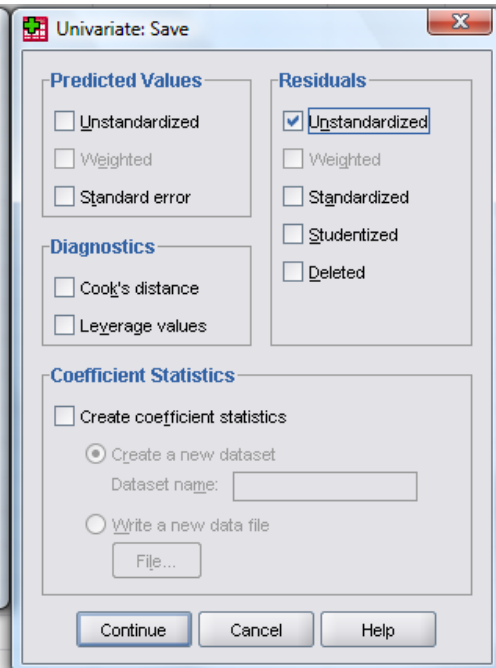 Univariate: Save
Predicted Values
Unstandardized
Weighted
Standard error
Residuals
Unstandardized
Weighted
Standardized
Studentized
Deleted
Diagnostics
Cook's distance
Leverage values
Coefficient Statistics
Create coefficient statistics
Create a new dataset
Dataset name:
Write a new data file
File...
Continue Cancel Help